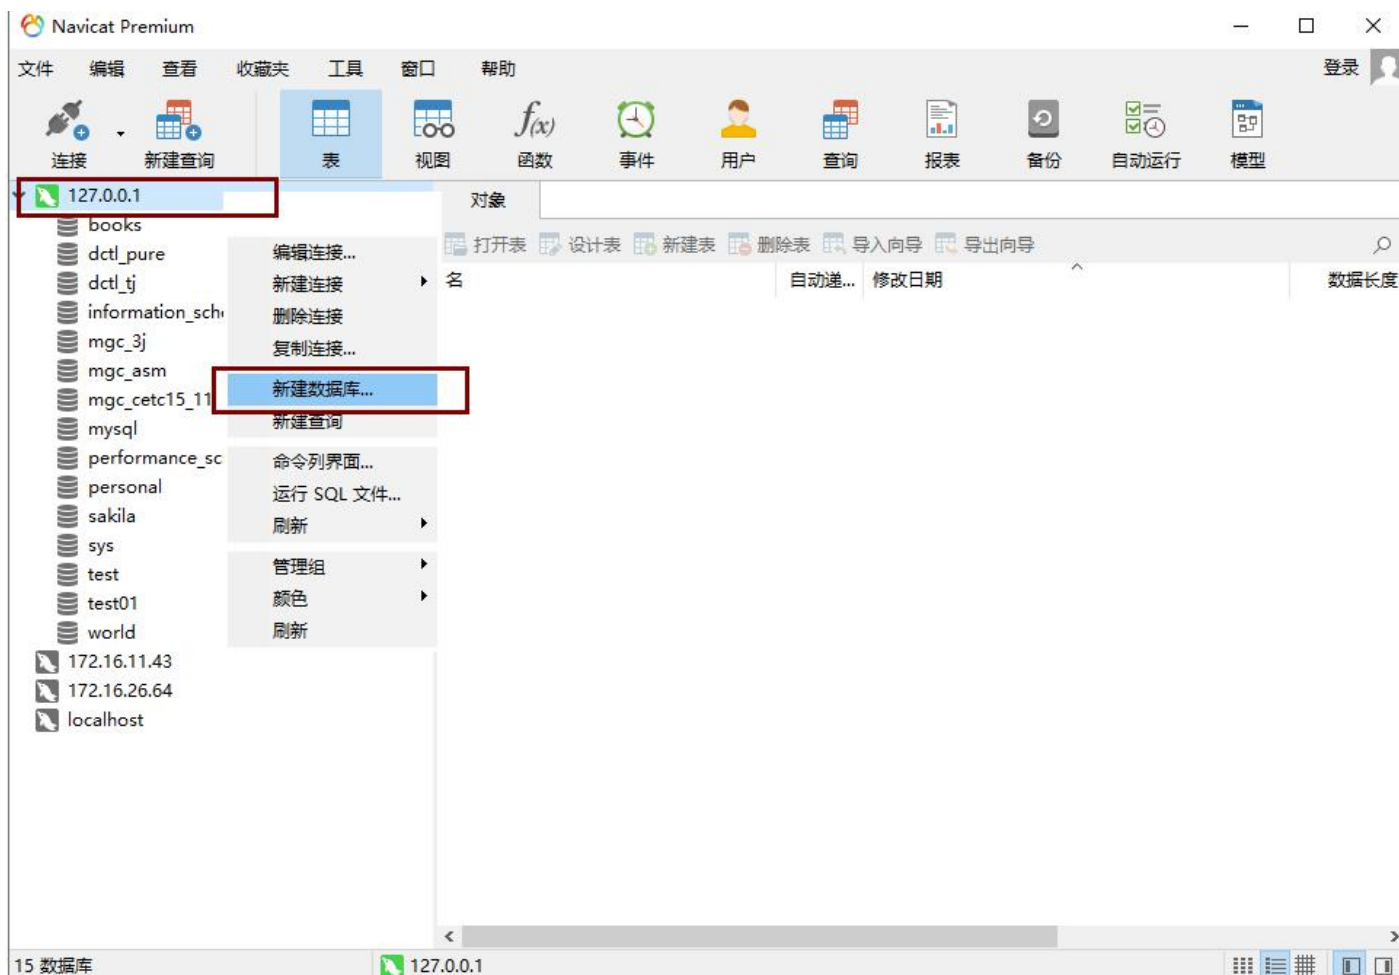 Navicat Premium
文件 编辑 查看 收藏夹 工具 窗口 帮助 登录
f(x)
连接 新建查询 表 视图 函数 事件 用户 查询 报表 备份 自动运行 模型
127.0.0.1
books
dctl_pure
dctl_tj
information_sch
mgc_3j
mgc_asm
mgc_cetc15_11
mysql
performance_sc
personal
sakila
sys
test
test01
world
172.16.11.43
172.16.26.64
localhost
编辑连接...
新建连接
删除连接
复制连接...
新建数据库...
新建查询
命令列界面...
运行 SQL 文件...
刷新
管理组
颜色
刷新
对象
打开表 设计表 新建表 删除表 导入向导 导出向导
名 自动递... 修改日期 数据长度
15 数据库 127.0.0.1